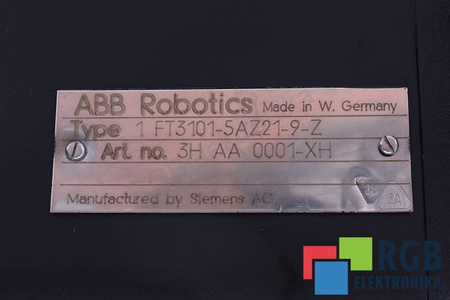 ABB Robotics Made in W. Germany
Type 1 FT3101-5AZ21-9-Z
Art. no. 3H AA 0001-XH
Manufactured by Siemens AG
2A
RGB
ELEKTRONIKA